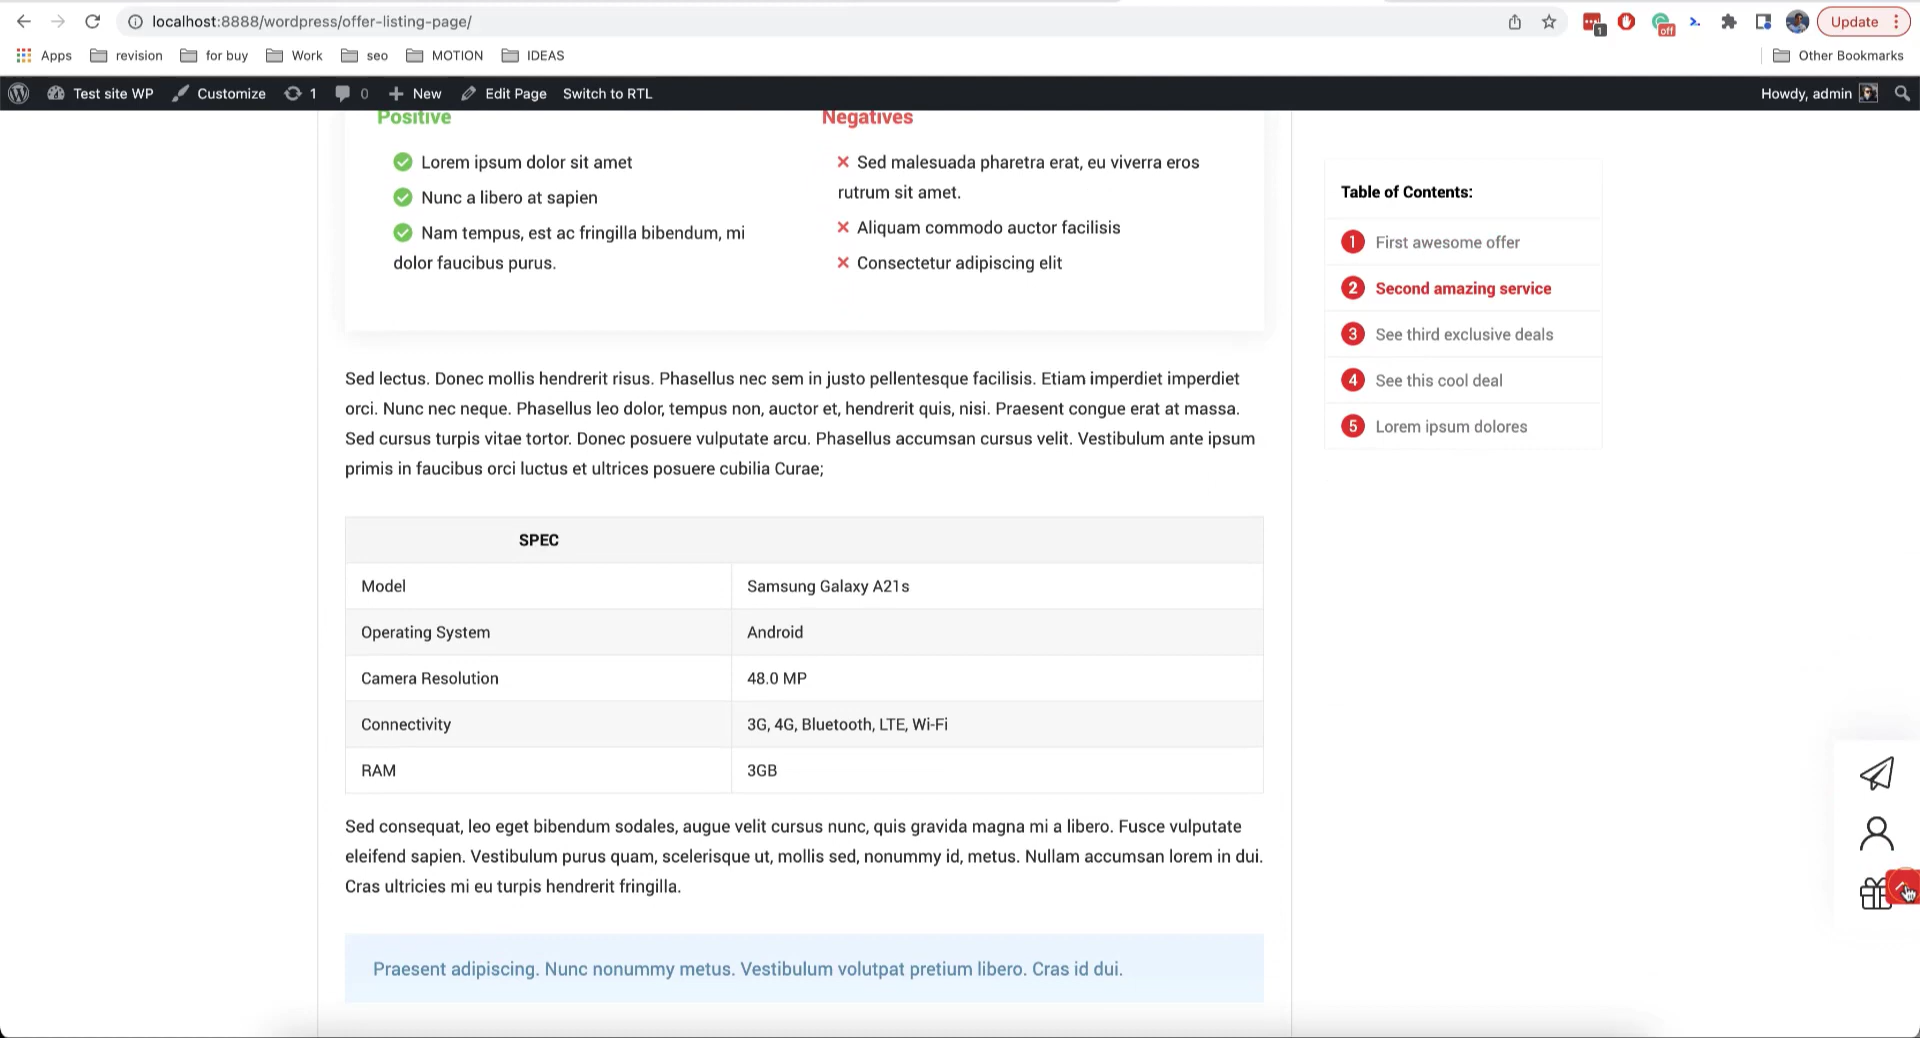 localhost:8888/wordpress/offer-listing-page/
1
off
Update
Apps
revision
for buy
Work
seo
MOTION
IDEAS
Other Bookmarks
Test site WP
Customize
1
0
New
Edit Page
Switch to RTL
Howdy, admin
Positive
Negatives
Lorem ipsum dolor sit amet
Nunc a libero at sapien
Nam tempus, est ac fringilla bibendum, mi
dolor faucibus purus.
Sed malesuada pharetra erat, eu viverra eros
rutrum sit amet.
Aliquam commodo auctor facilisis
Consectetur adipiscing elit
Table of Contents:
1 First awesome offer
2 Second amazing service
3 See third exclusive deals
4 See this cool deal
5 Lorem ipsum dolores
Sed lectus. Donec mollis hendrerit risus. Phasellus nec sem in justo pellentesque facilisis. Etiam imperdiet imperdiet
orci. Nunc nec neque. Phasellus leo dolor, tempus non, auctor et, hendrerit quis, nisi. Praesent congue erat at massa.
Sed cursus turpis vitae tortor. Donec posuere vulputate arcu. Phasellus accumsan cursus velit. Vestibulum ante ipsum
primis in faucibus orci luctus et ultrices posuere cubilia Curae;
SPEC
Model Samsung Galaxy A21s
Operating System Android
Camera Resolution 48.0 MP
Connectivity 3G, 4G, Bluetooth, LTE, Wi-Fi
RAM 3GB
Sed consequat, leo eget bibendum sodales, augue velit cursus nunc, quis gravida magna mi a libero. Fusce vulputate
eleifend sapien. Vestibulum purus quam, scelerisque ut, mollis sed, nonummy id, metus. Nullam accumsan lorem in dui.
Cras ultricies mi eu turpis hendrerit fringilla.
Praesent adipiscing. Nunc nonummy metus. Vestibulum volutpat pretium libero. Cras id dui.